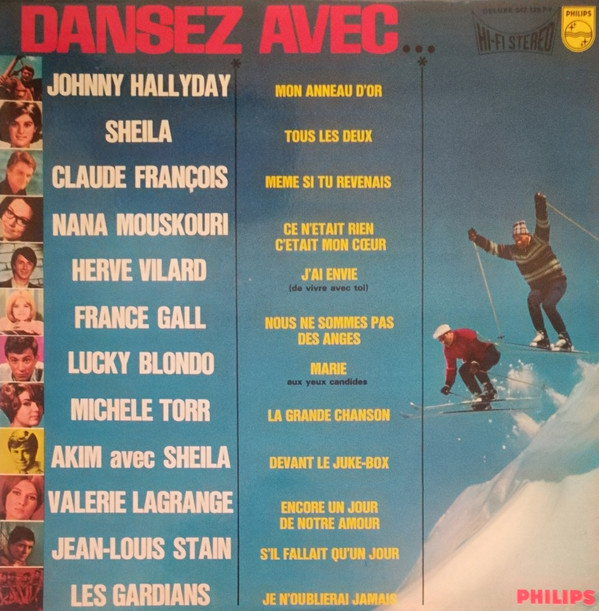 DANSEZ AVEC...
HI-FI STEREO
PHILIPS
JOHNNY HALLYDAY
MON ANNEAU D'OR
SHEILA
TOUS LES DEUX
CLAUDE FRANÇOIS
MEME SI TU REVENAIS
NANA MOUSKOURI
CE N'ETAIT RIEN
C'ETAIT MON CŒUR
HERVE VILARD
J'AI ENVIE
(de vivre avec toi)
FRANCE GALL
NOUS NE SOMMES PAS
DES ANGES
LUCKY BLONDO
MARIE
aux yeux candides
MICHELE TORR
LA GRANDE CHANSON
AKIM avec SHEILA
DEVANT LE JUKE-BOX
VALERIE LAGRANGE
ENCORE UN JOUR
DE NOTRE AMOUR
JEAN-LOUIS STAIN
S'IL FALLAIT QU'UN JOUR
LES GARDIANS
JE N'OUBLIERAI JAMAIS
PHILIPS